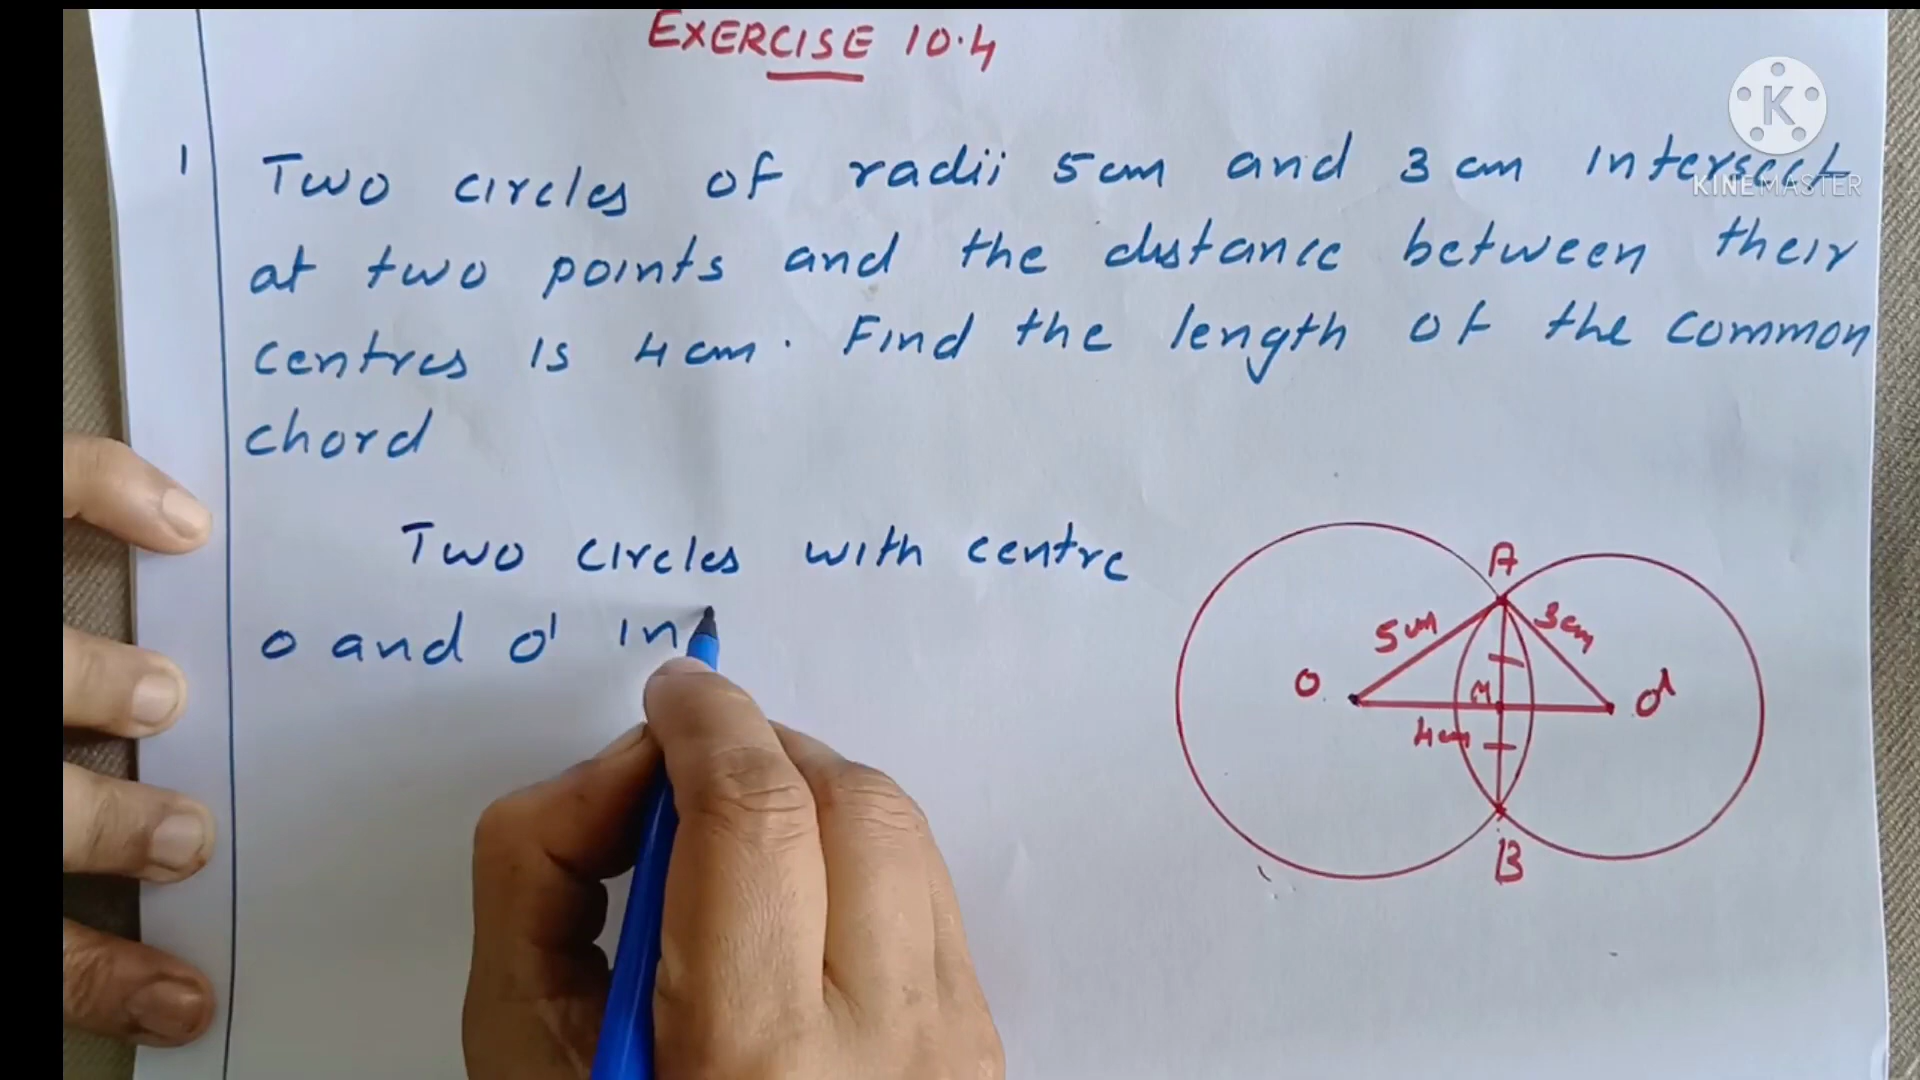 EXERCISE 10.4
K
KINEMASTER
1 Two circles of radii 5cm and 3cm intersect
at two points and the distance between their
centres is 4cm. Find the length of the common
chord
Two circles with centre
O and O' in
A
5cm 3cm
O M O'
4cm
B